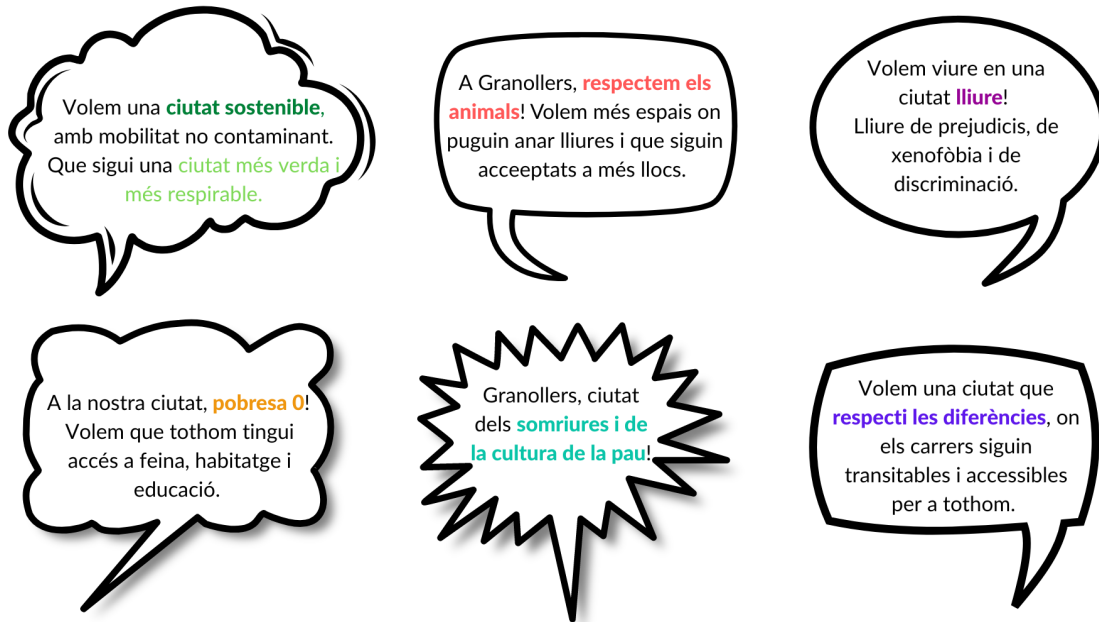 Volem una ciutat sostenible,
amb mobilitat no contaminant.
Que sigui una ciutat més verda i
més respirable.
A Granollers, respectem els
animals! Volem més espais on
puguin anar lliures i que siguin
acceeptats a més llocs.
Volem viure en una
ciutat lliure!
Lliure de prejudicis, de
xenofòbia i de
discriminació.
A la nostra ciutat, pobresa 0!
Volem que tothom tingui
accés a feina, habitatge i
educació.
Granollers, ciutat
dels somriures i de
la cultura de la pau!
Volem una ciutat que
respecti les diferències, on
els carrers siguin
transitables i accessibles
per a tothom.